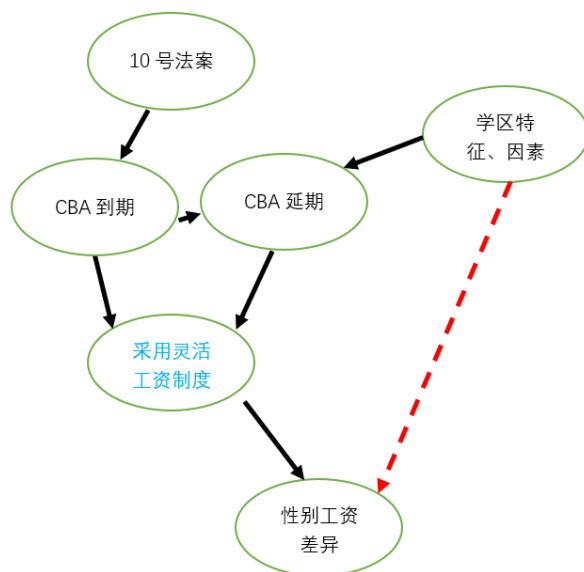 10 号法案
学区特
征、因素
CBA 到期
CBA 延期
采用灵活
工资制度
性别工资
差异